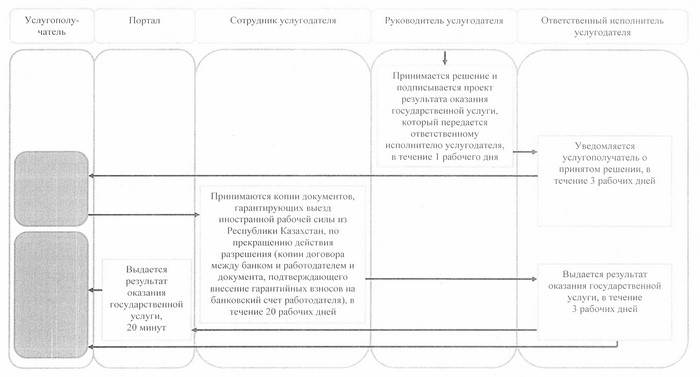 Услугополу-
чатель
Портал
Сотрудник услугодателя
Руководитель услугодателя
Ответственный исполнитель
услугодателя
Принимается решение и
подписывается проект
результата оказания
государственной услуги,
который передается
ответственному
исполнителю услугодателя,
в течение 1 рабочего дня
Уведомляется
услугополучатель о
принятом решении, в
течение 3 рабочих дней
Принимаются копии документов,
гарантирующих выезд
иностранной рабочей силы из
Республики Казахстан, по
прекращению действия
разрешения (копии договора
между банком и работодателем и
документа, подтверждающего
внесение гарантийных взносов на
банковский счет работодателя), в
течение 20 рабочих дней
Выдается
результат
оказания
государственной
услуги,
20 минут
Выдается результат
оказания государственной
услуги, в течение
3 рабочих дней